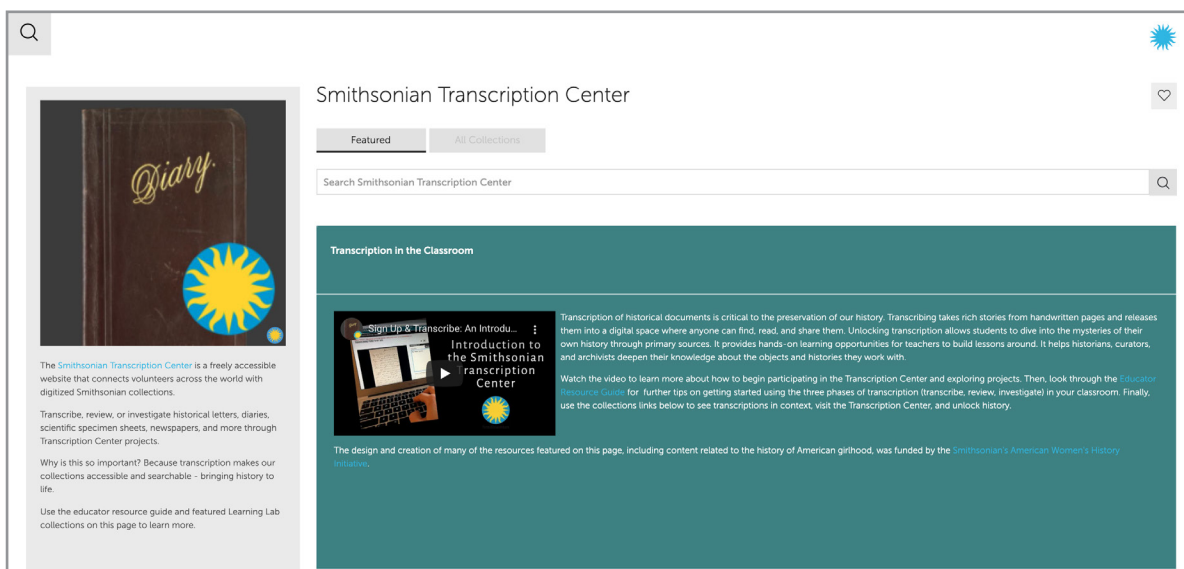 Smithsonian Transcription Center
Featured
All Collections
Search Smithsonian Transcription Center
Diary.
The Smithsonian Transcription Center is a freely accessible
website that connects volunteers across the world with
digitized Smithsonian collections.
Transcribe, review, or investigate historical letters, diaries,
scientific specimen sheets, newspapers, and more through
Transcription Center projects.
Why is this so important? Because transcription makes our
collections accessible and searchable - bringing history to
life.
Use the educator resource guide and featured Learning Lab
collections on this page to learn more.
Transcription in the Classroom
Sign Up & Transcribe: An Introdu...
Introduction to
the Smithsonian
Transcription
Center
Transcription of historical documents is critical to the preservation of our history. Transcribing takes rich stories from handwritten pages and releases
them into a digital space where anyone can find, read, and share them. Unlocking transcription allows students to dive into the mysteries of their
own history through primary sources. It provides hands-on learning opportunities for teachers to build lessons around. It helps historians, curators,
and archivists deepen their knowledge about the objects and histories they work with.
Watch the video to learn more about how to begin participating in the Transcription Center and exploring projects. Then, look through the Educator
Resource Guide for further tips on getting started using the three phases of transcription (transcribe, review, investigate) in your classroom. Finally,
use the collections links below to see transcriptions in context, visit the Transcription Center, and unlock history.
The design and creation of many of the resources featured on this page, including content related to the history of American girlhood, was funded by the Smithsonian's American Women's History
Initiative.